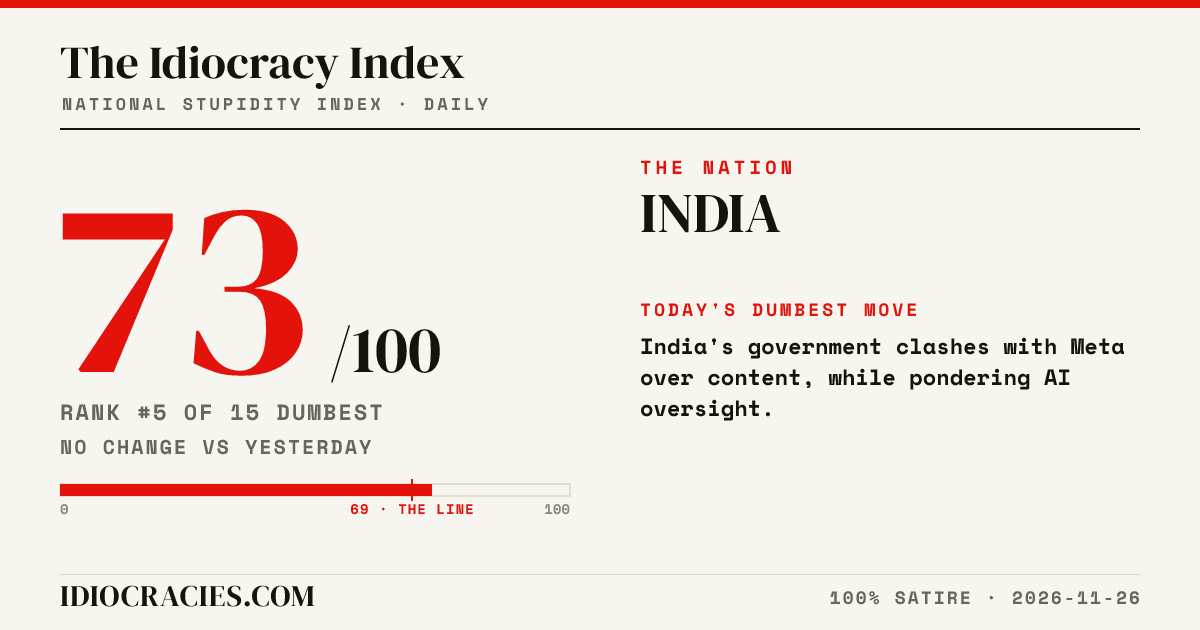 The Idiocracy Index
NATIONAL STUPIDITY INDEX · DAILY
73 /100
RANK #5 OF 15 DUMBEST
NO CHANGE VS YESTERDAY
0
69 · THE LINE
100
THE NATION
INDIA
TODAY'S DUMBEST MOVE
India's government clashes with Meta
over content, while pondering AI
oversight.
IDIOCRACIES.COM
100% SATIRE · 2026-11-26